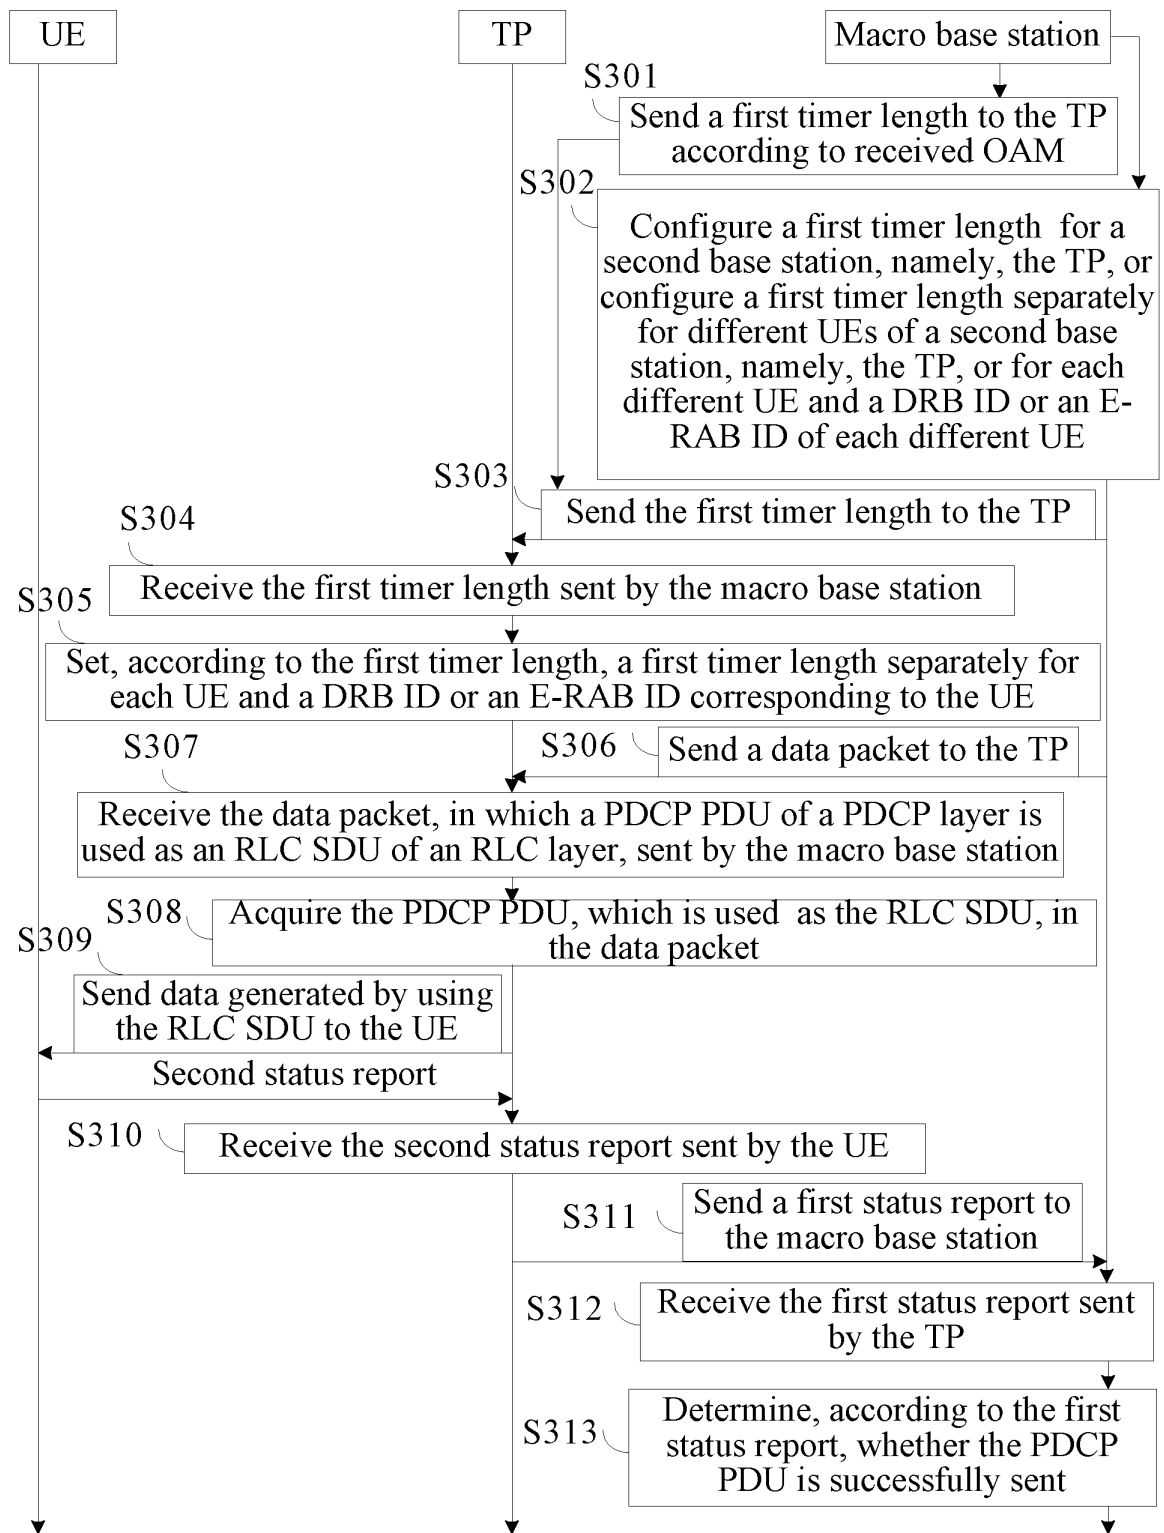 UE
TP
Macro base station
S301
Send a first timer length to the TP
according to received OAM
S302
Configure a first timer length for a
second base station, namely, the TP, or
configure a first timer length separately
for different UEs of a second base
station, namely, the TP, or for each
different UE and a DRB ID or an E-
RAB ID of each different UE
S303
Send the first timer length to the TP
S304
Receive the first timer length sent by the macro base station
S305
Set, according to the first timer length, a first timer length separately for
each UE and a DRB ID or an E-RAB ID corresponding to the UE
S306
Send a data packet to the TP
S307
Receive the data packet, in which a PDCP PDU of a PDCP layer is
used as an RLC SDU of an RLC layer, sent by the macro base station
S308
Acquire the PDCP PDU, which is used as the RLC SDU, in
the data packet
S309
Send data generated by using
the RLC SDU to the UE
Second status report
S310
Receive the second status report sent by the UE
S311
Send a first status report to
the macro base station
S312
Receive the first status report sent
by the TP
S313
Determine, according to the first
status report, whether the PDCP
PDU is successfully sent